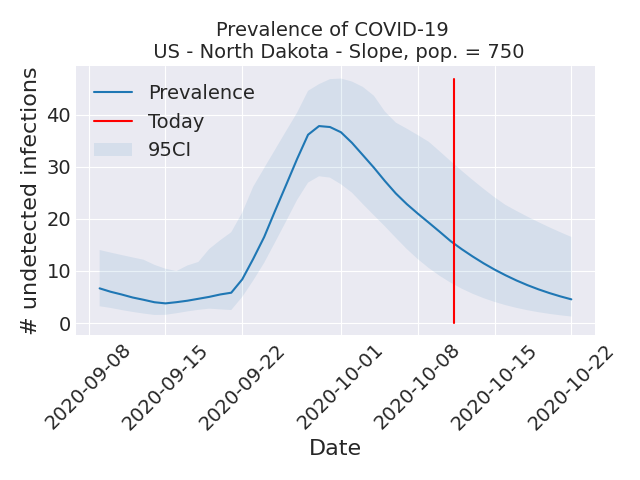 Prevalence of COVID-19
US - North Dakota - Slope, pop. = 750
Prevalence
Today
95CI
# undetected infections
40
30
20
10
0
2020-09-08
2020-09-15
2020-09-22
2020-10-01
2020-10-08
2020-10-15
2020-10-22
Date